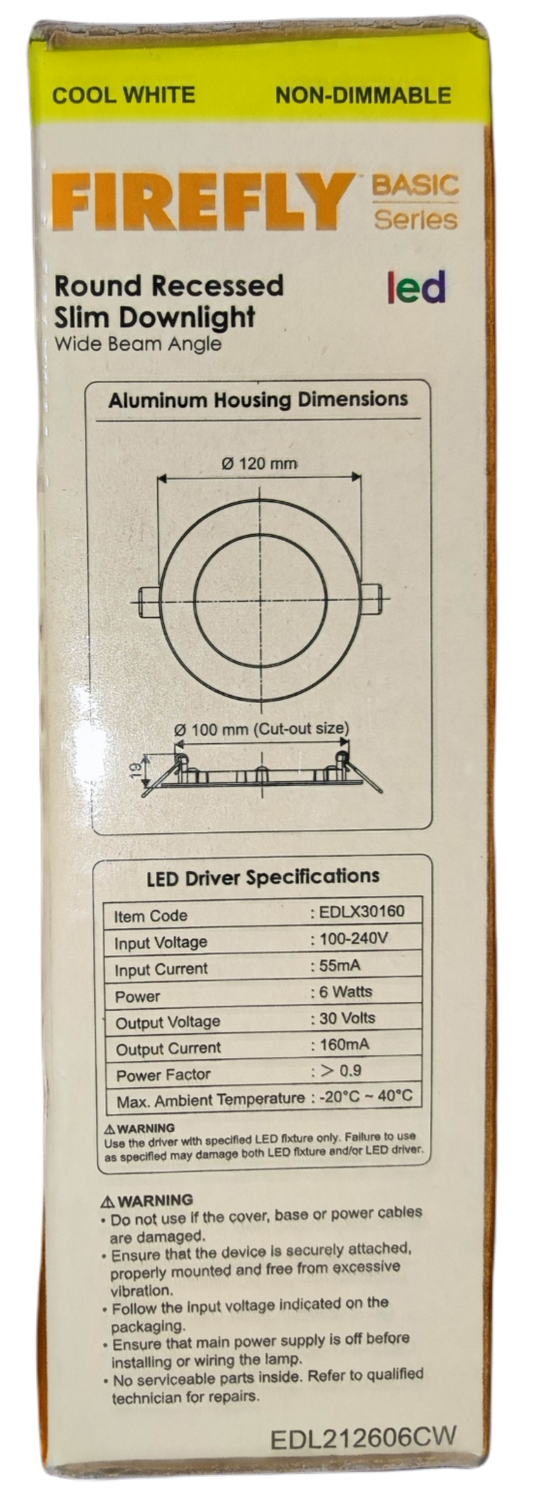 COOL WHITE NON-DIMMABLE
FIREFLY™ BASIC Series
Round Recessed led
Slim Downlight
Wide Beam Angle
Aluminum Housing Dimensions
Ø 120 mm
Ø 100 mm (Cut-out size)
19
LED Driver Specifications
Item Code : EDLX30160
Input Voltage : 100-240V
Input Current : 55mA
Power : 6 Watts
Output Voltage : 30 Volts
Output Current : 160mA
Power Factor : > 0.9
Max. Ambient Temperature : -20°C ~ 40°C
⚠ WARNING
Use the driver with specified LED fixture only. Failure to use
as specified may damage both LED fixture and/or LED driver.
⚠ WARNING
• Do not use if the cover, base or power cables
are damaged.
• Ensure that the device is securely attached,
properly mounted and free from excessive
vibration.
• Follow the input voltage indicated on the
packaging.
• Ensure that main power supply is off before
installing or wiring the lamp.
• No serviceable parts inside. Refer to qualified
technician for repairs.
EDL212606CW